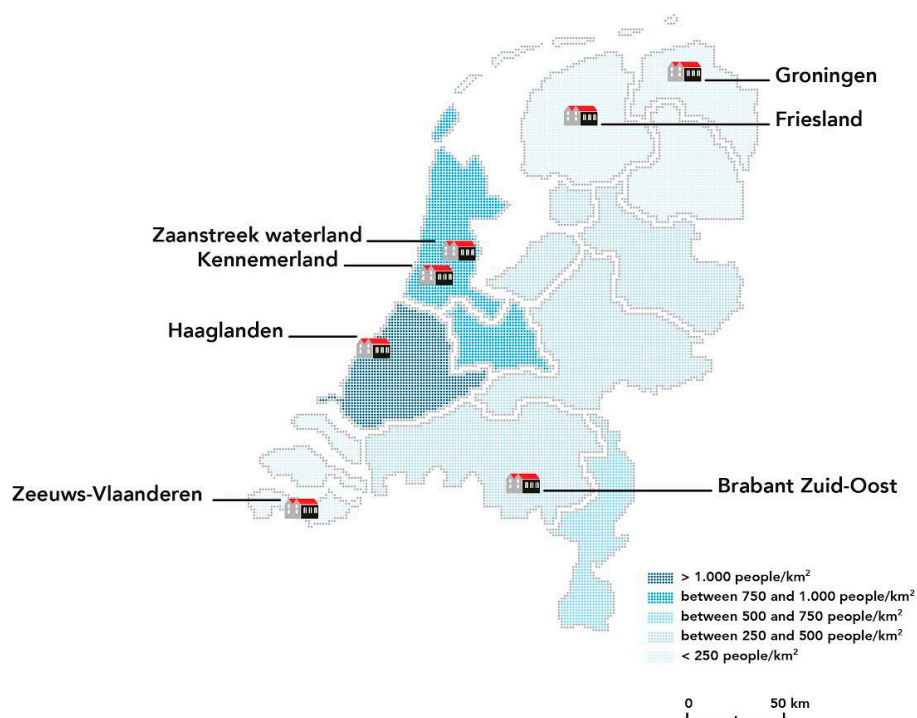 Groningen
Friesland
Zaanstreek waterland
Kennemerland
Haaglanden
Zeeuws-Vlaanderen
Brabant Zuid-Oost
> 1.000 people/km²
between 750 and 1.000 people/km²
between 500 and 750 people/km²
between 250 and 500 people/km²
< 250 people/km²
0 50 km